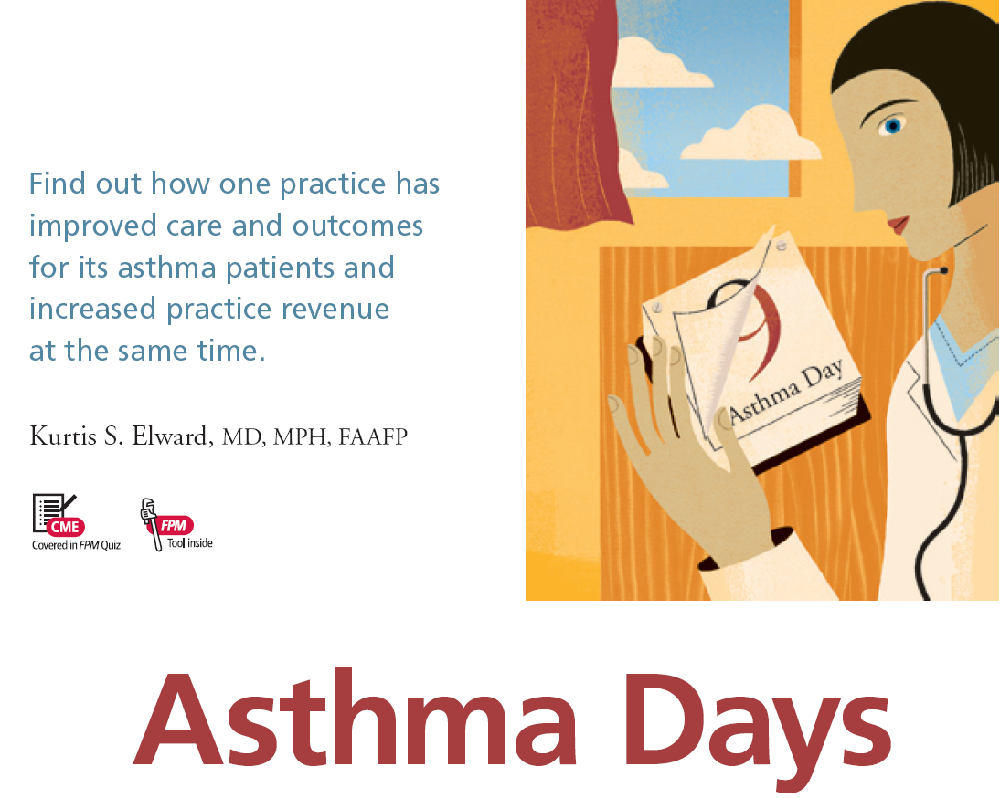 Find out how one practice has
improved care and outcomes
for its asthma patients and
increased practice revenue
at the same time.
Kurtis S. Elward, MD, MPH, FAAFP
CME
Covered in FPM Quiz
FPM
Tool inside
9
Asthma Day
Asthma Days